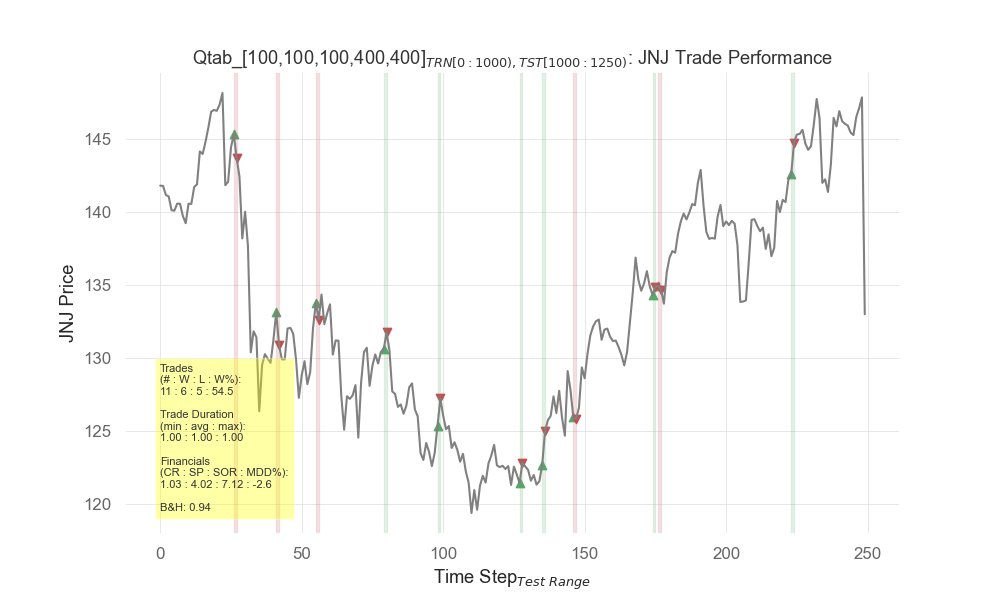 Qtab_[100,100,100,400,400]TRN[0 : 1000), TST[1000 : 1250): JNJ Trade Performance
145
140
135
130
125
120
JNJ Price
Trades
(# : W : L : W%):
11 : 6 : 5 : 54.5
Trade Duration
(min : avg : max):
1.00 : 1.00 : 1.00
Financials
(CR : SP : SOR : MDD%):
1.03 : 4.02 : 7.12 : -2.6
B&H: 0.94
0 50 100 150 200 250
Time StepTest Range